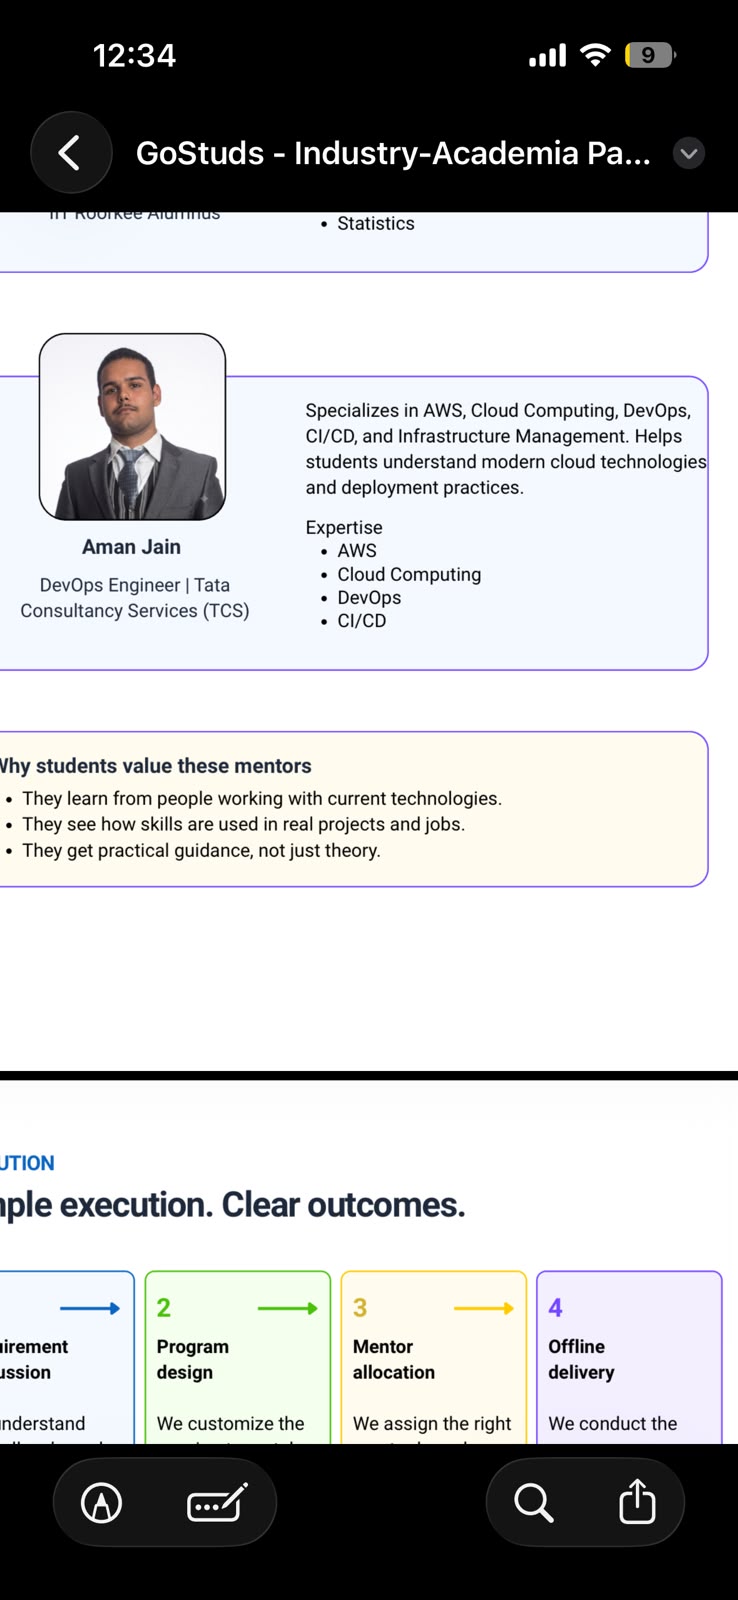 12:34
9
GoStuds - Industry-Academia Pa...
IIT Roorkee Alumnus
• Statistics
Specializes in AWS, Cloud Computing, DevOps,
CI/CD, and Infrastructure Management. Helps
students understand modern cloud technologies
and deployment practices.
Expertise
• AWS
• Cloud Computing
• DevOps
• CI/CD
Aman Jain
DevOps Engineer | Tata
Consultancy Services (TCS)
Why students value these mentors
• They learn from people working with current technologies.
• They see how skills are used in real projects and jobs.
• They get practical guidance, not just theory.
UTION
mple execution. Clear outcomes.
irement
ussion
nderstand
2
Program
design
We customize the
3
Mentor
allocation
We assign the right
4
Offline
delivery
We conduct the